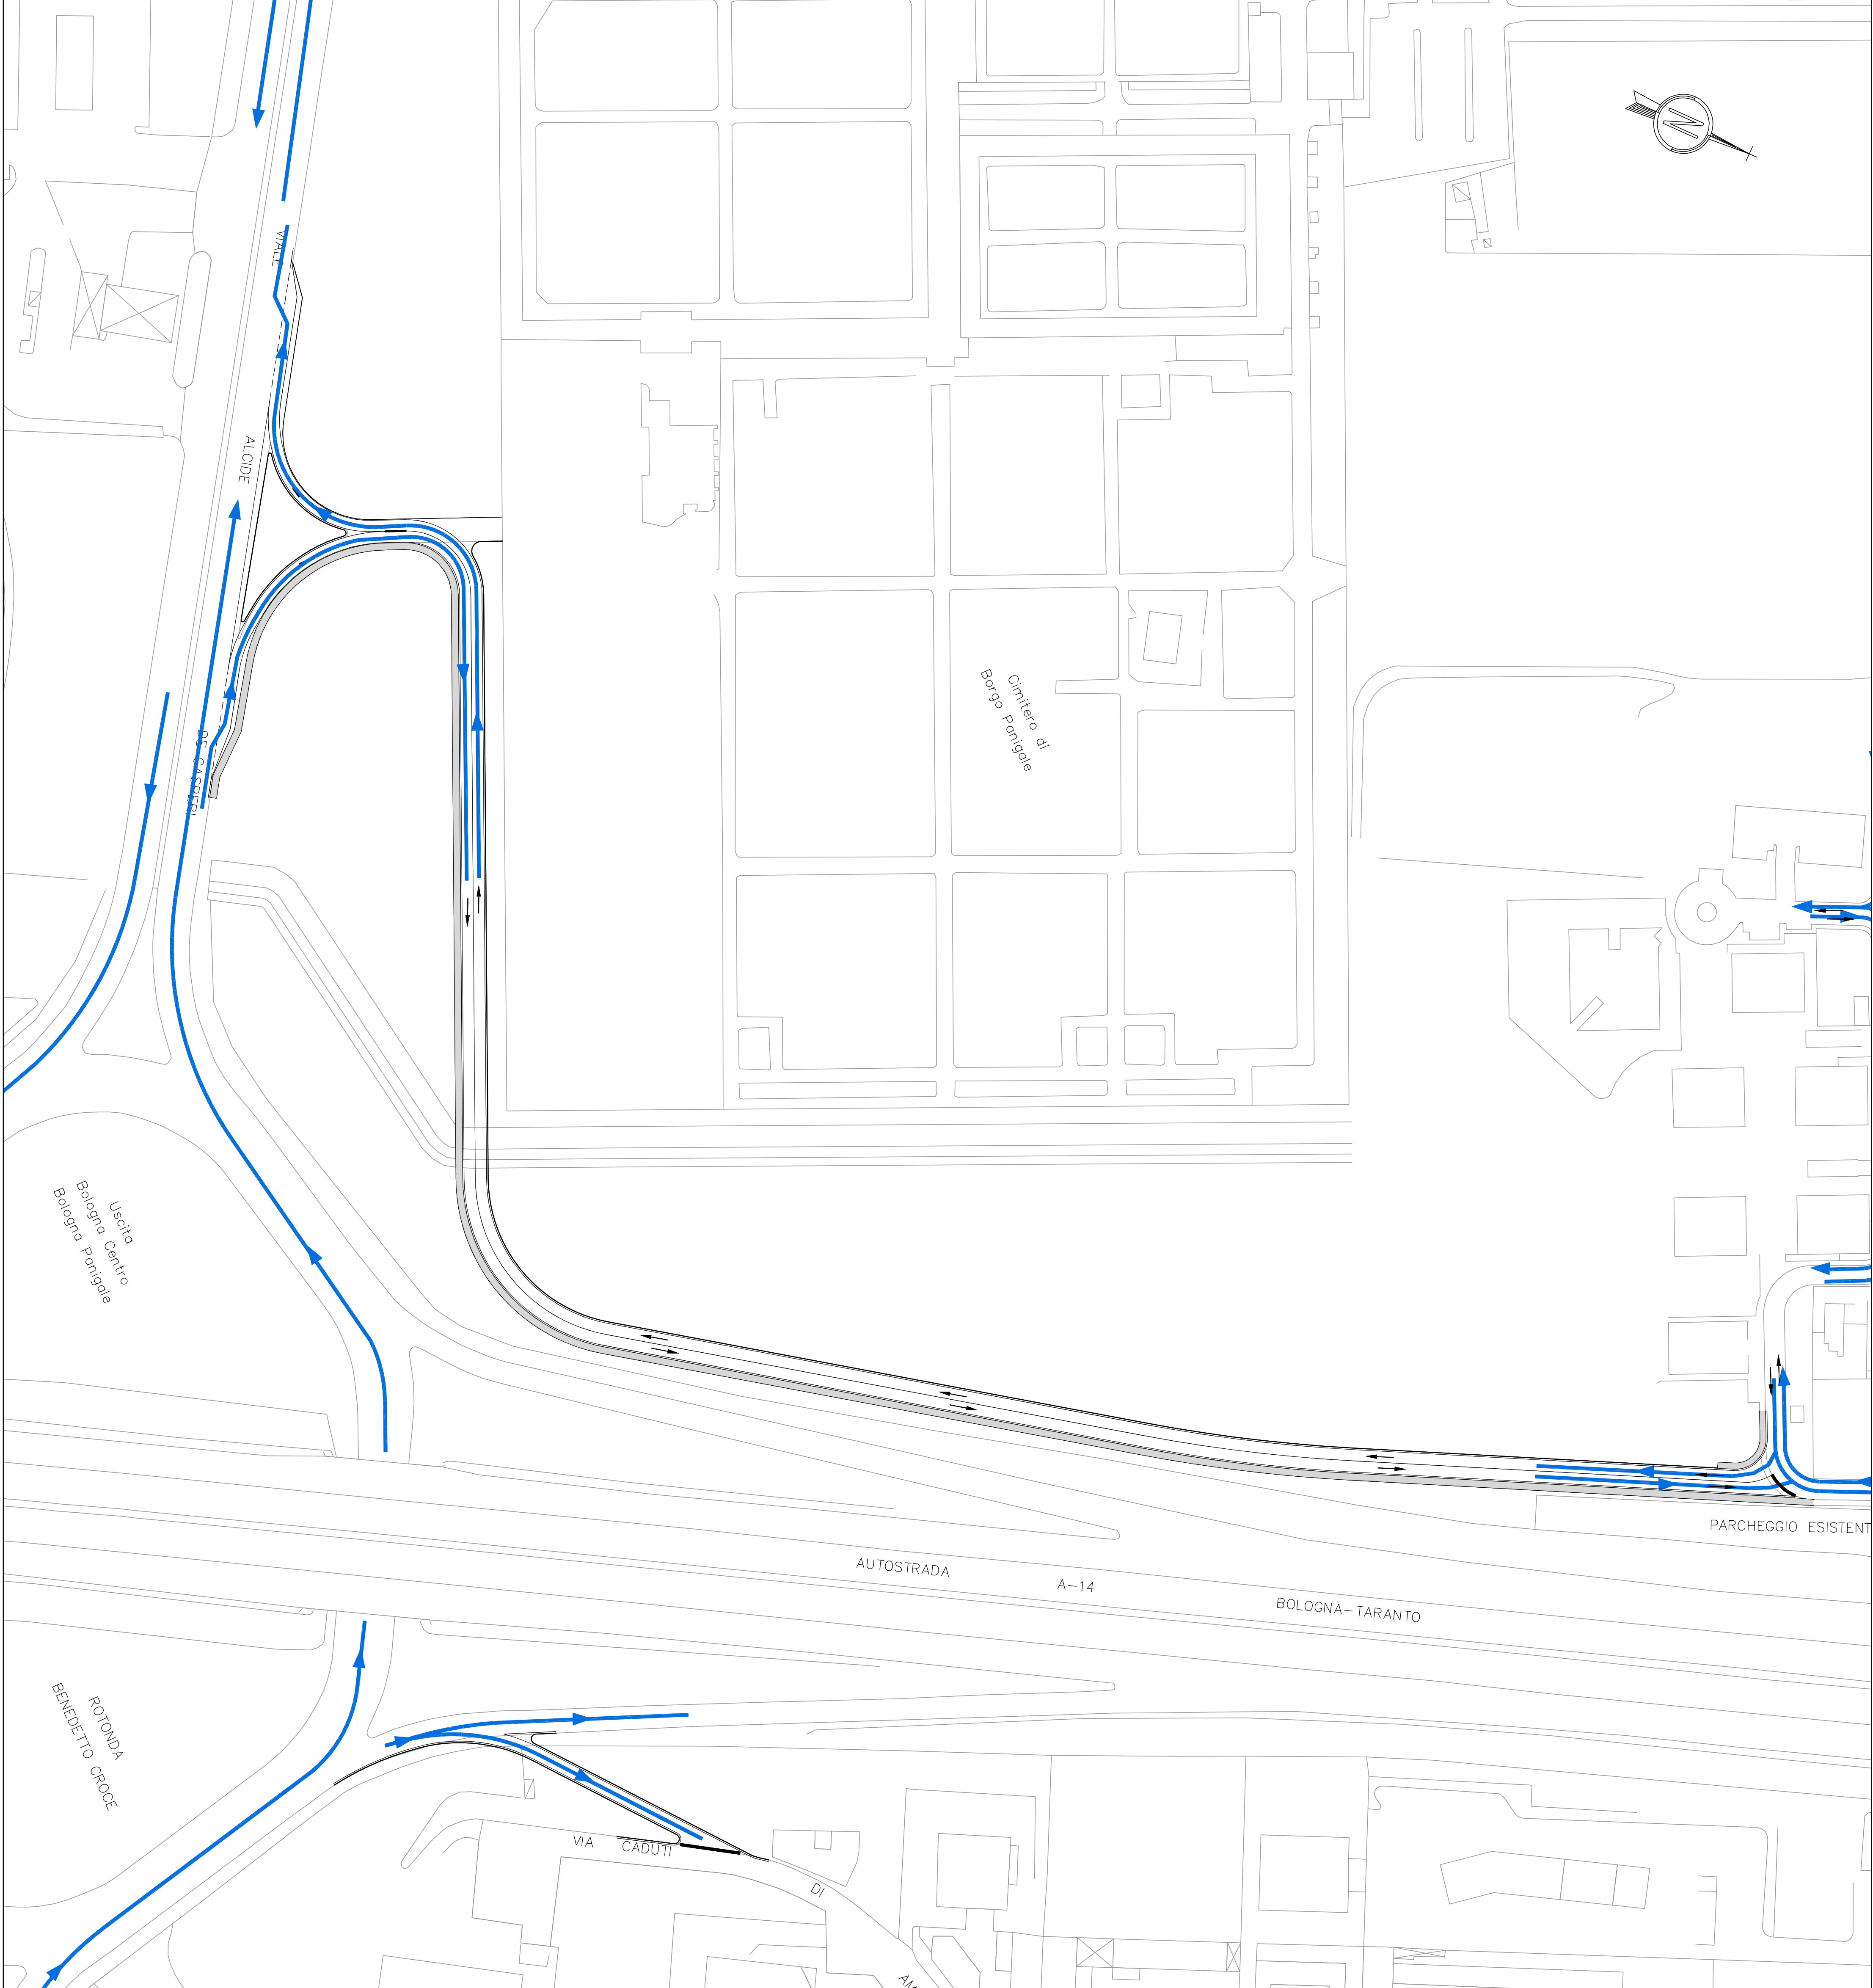 N
VIALE
ALCIDE
DE GASPERI
Cimitero di
Borgo Panigale
Uscita
Bologna Centro
Bologna Panigale
PARCHEGGIO ESISTENT
AUTOSTRADA A-14 BOLOGNA-TARANTO
ROTONDA
BENEDETTO CROCE
VIA CADUTI DI